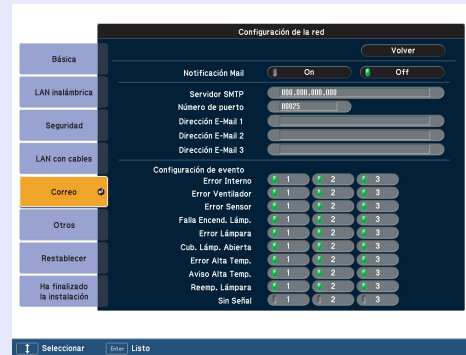 Configuración de la red
Volver
Básica
Notificación Mail On Off
LAN inalámbrica
Servidor SMTP 000.000.000.000
Número de puerto 00025
Seguridad
Dirección E-Mail 1
Dirección E-Mail 2
Dirección E-Mail 3
LAN con cables
Configuración de evento
Error Interno 1 2 3
Correo
Error Ventilador 1 2 3
Error Sensor 1 2 3
Otros
Falla Encend. Lámp. 1 2 3
Error Lámpara 1 2 3
Cub. Lámp. Abierta 1 2 3
Restablecer
Error Alta Temp. 1 2 3
Aviso Alta Temp. 1 2 3
Ha finalizado
la instalación
Reemp. Lámpara 1 2 3
Sin Señal 1 2 3
Seleccionar Enter Listo